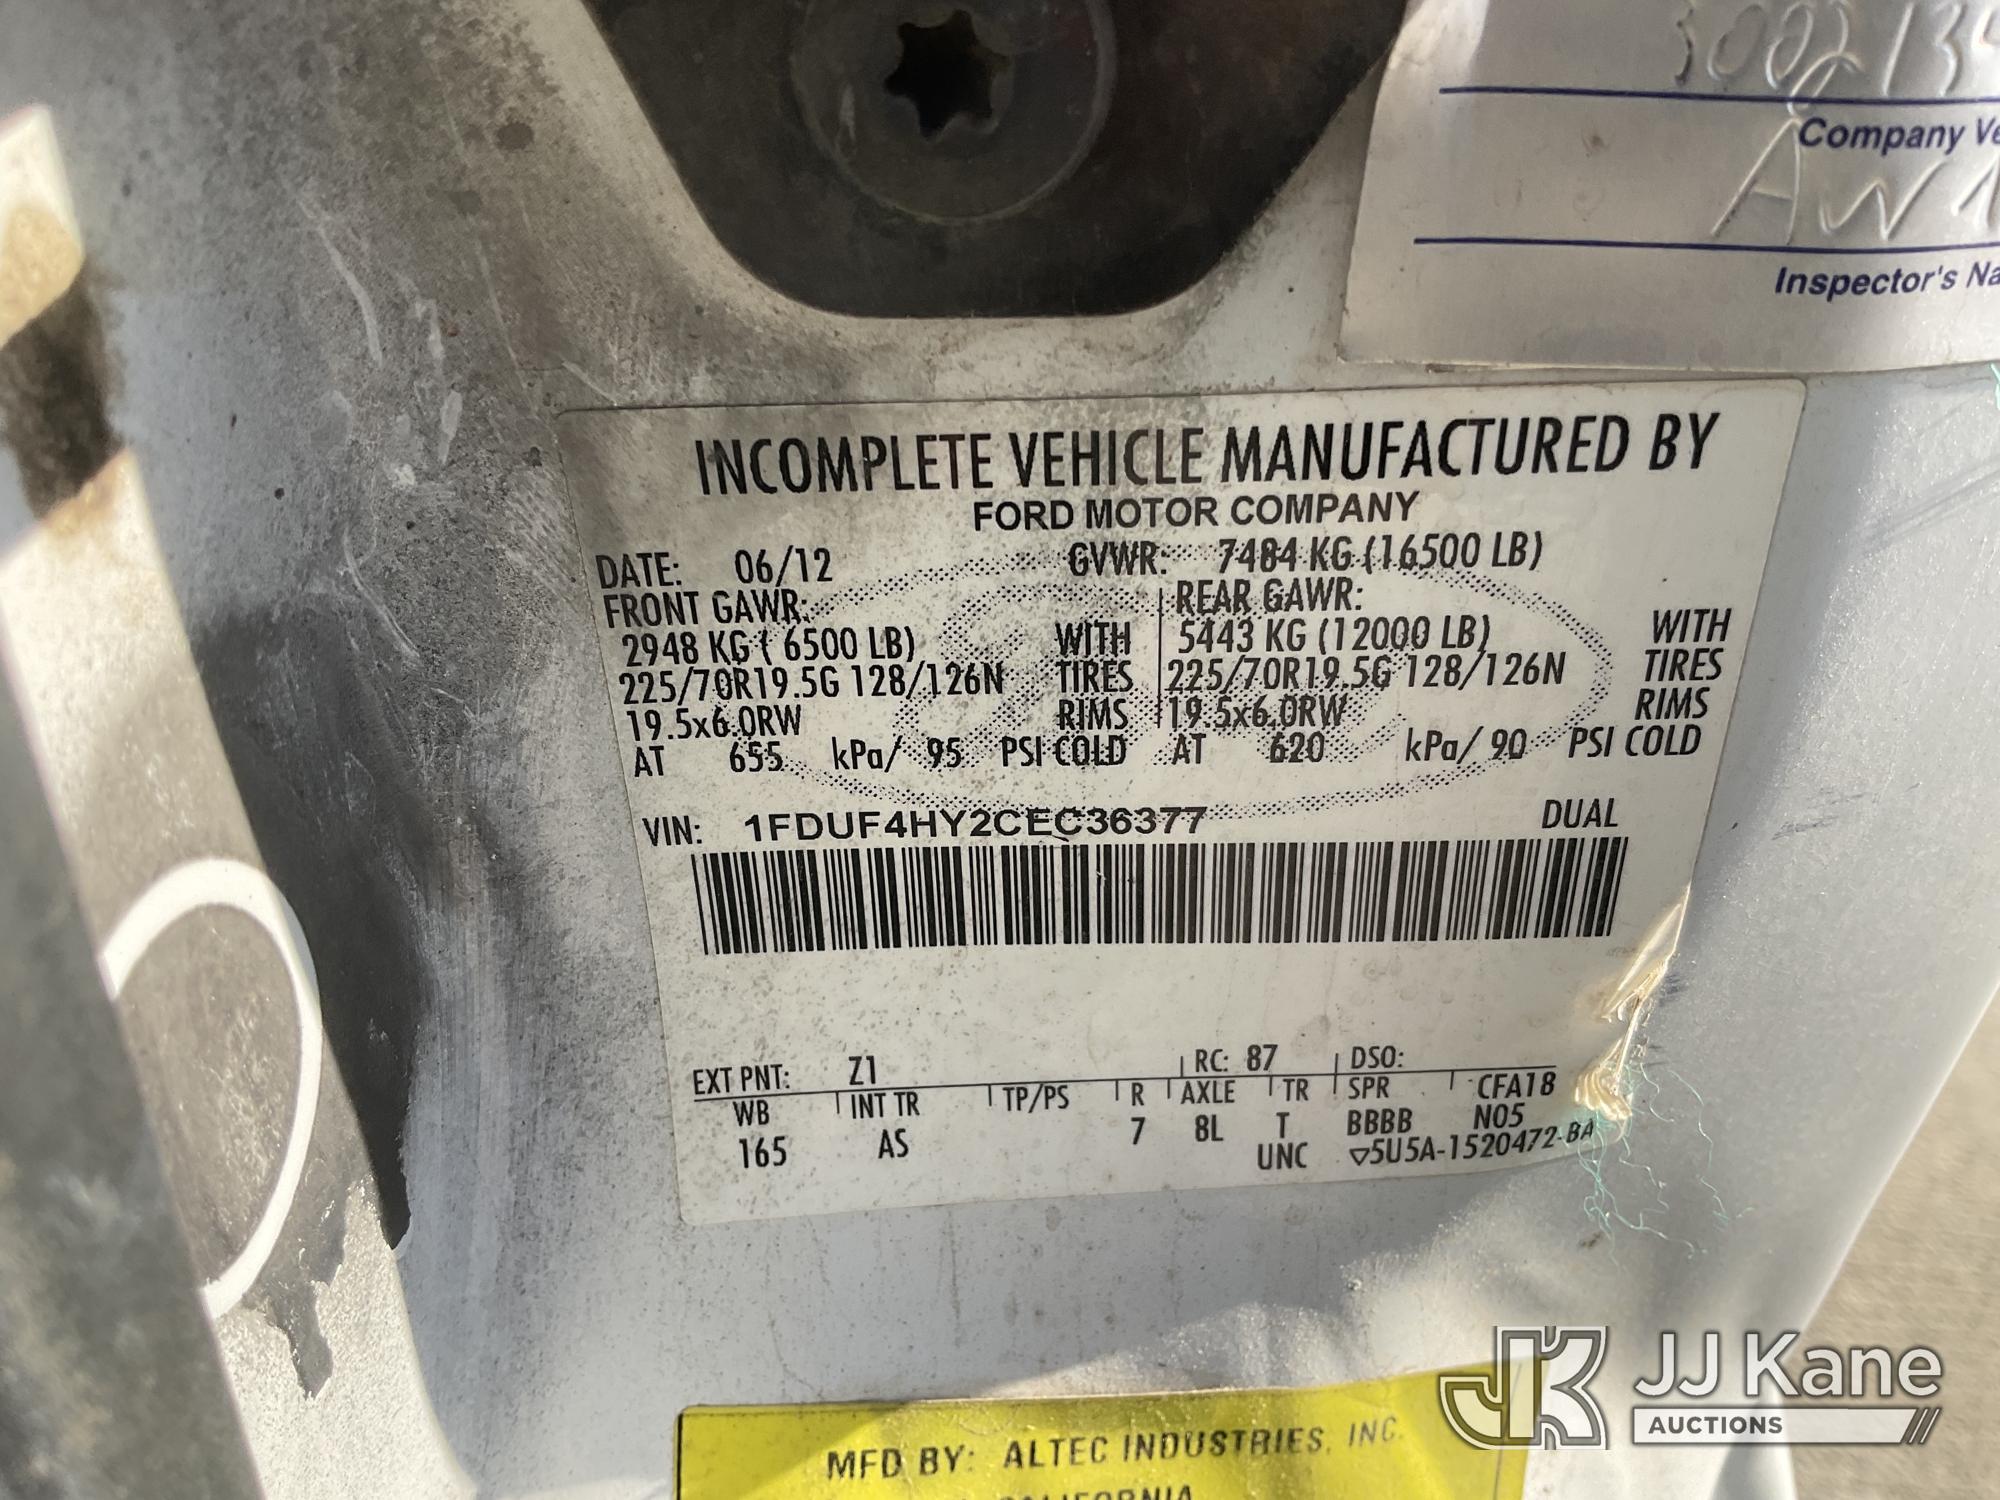 Company
Inspector's
INCOMPLETE VEHICLE MANUFACTURED BY
FORD MOTOR COMPANY
DATE: 06/12 GVWR: 7484 KG (16500 LB)
FRONT GAWR: REAR GAWR:
2948 KG ( 6500 LB) WITH 5443 KG (12000 LB) WITH
225/70R19.5G 128/126N TIRES 225/70R19.5G 128/126N TIRES
19.5x6.0RW RIMS 19.5x6.0RW RIMS
AT 655 kPa/ 95 PSI COLD AT 620 kPa/ 90 PSI COLD
VIN: 1FDUF4HY2CEC36377 DUAL
EXT PNT: Z1 RC: 87 DSO:
WB INT TR TP/PS R AXLE TR SPR CFA18
165 AS 7 8L T BBBB N05
UNC ▽5U5A-1520472-BA
MFD BY: ALTEC INDUSTRIES, INC.
CALIFORNIA
JK JJ Kane
AUCTIONS